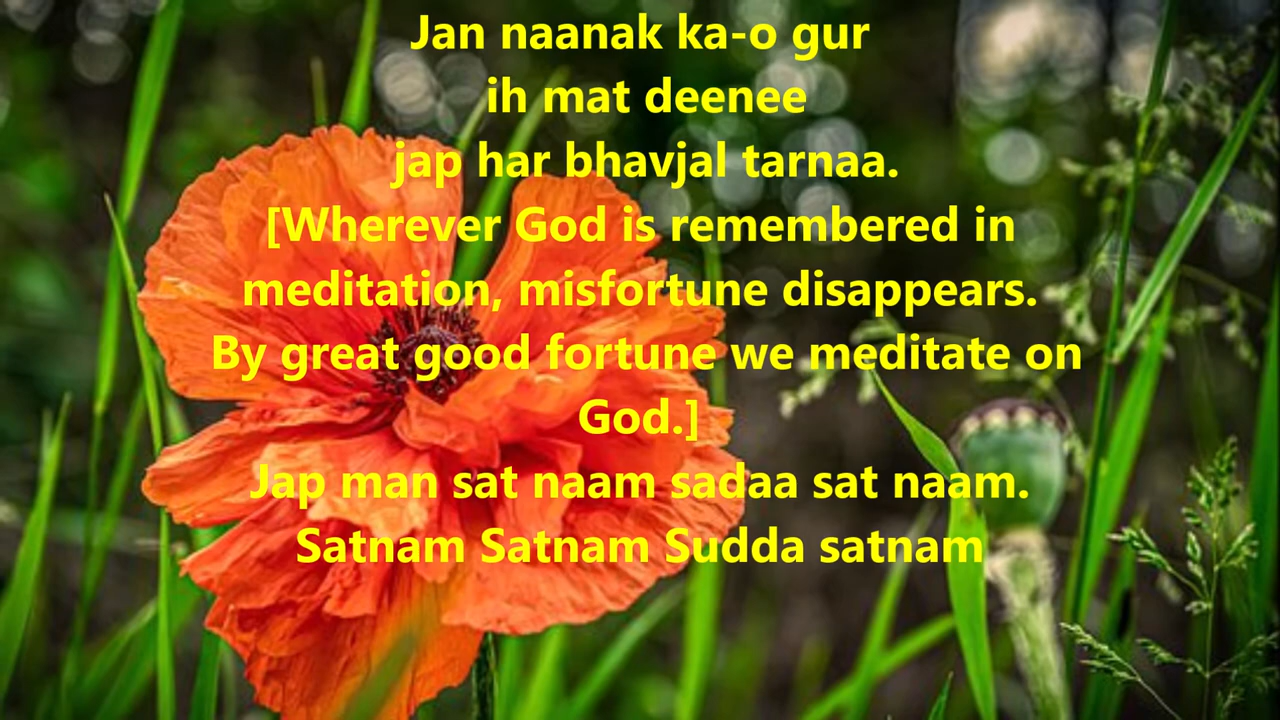 Jan naanak ka-o gur
ih mat deenee
jap har bhavjal tarnaa.
[Wherever God is remembered in
meditation, misfortune disappears.
By great good fortune we meditate on
God.]
Jap man sat naam sadaa sat naam.
Satnam Satnam Sudda satnam